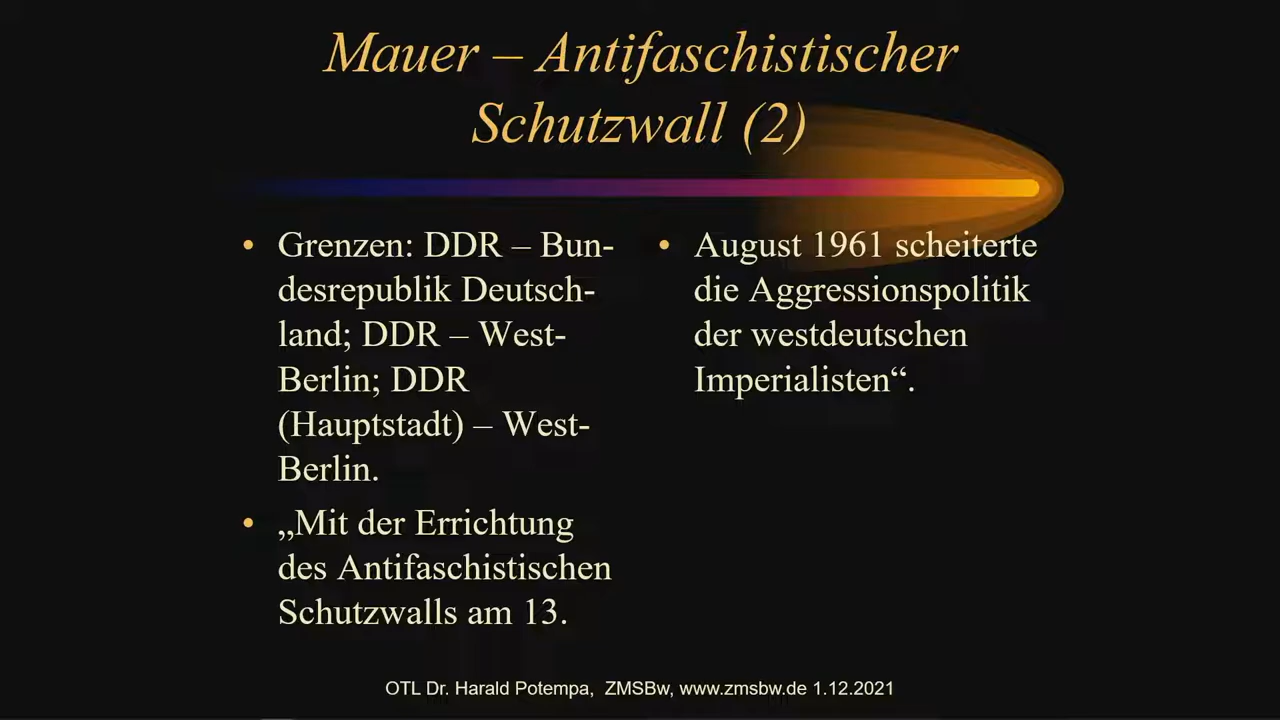 Mauer – Antifaschistischer
Schutzwall (2)
• Grenzen: DDR – Bun-
desrepublik Deutsch-
land; DDR – West-
Berlin; DDR
(Hauptstadt) – West-
Berlin.
• „Mit der Errichtung
des Antifaschistischen
Schutzwalls am 13.
• August 1961 scheiterte
die Aggressionspolitik
der westdeutschen
Imperialisten“.
OTL Dr. Harald Potempa, ZMSBw, www.zmsbw.de 1.12.2021